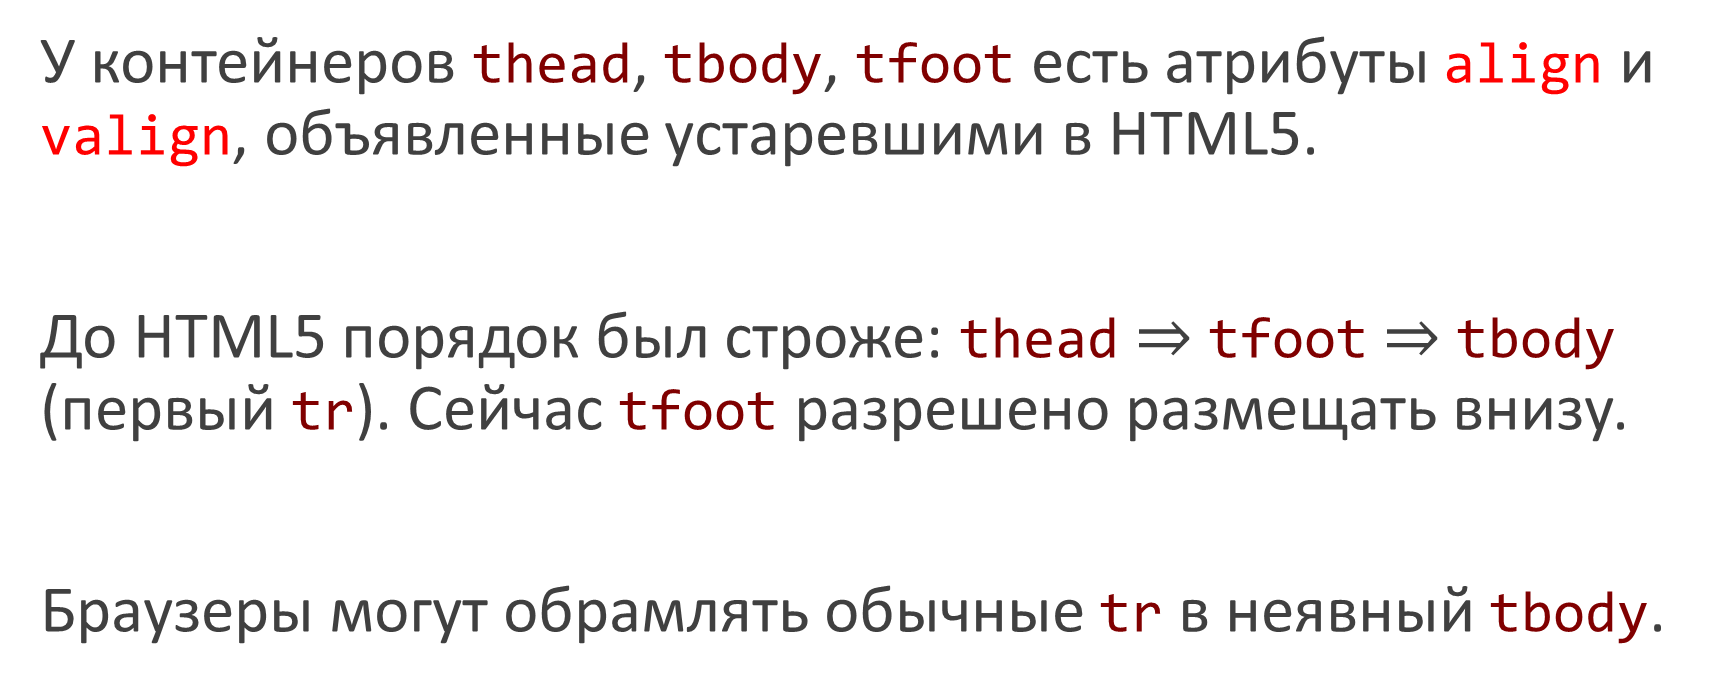 У контейнеров thead, tbody, tfoot есть атрибуты align и
valign, объявленные устаревшими в HTML5.
До HTML5 порядок был строже: thead ⇒ tfoot ⇒ tbody
(первый tr). Сейчас tfoot разрешено размещать внизу.
Браузеры могут обрамлять обычные tr в неявный tbody.